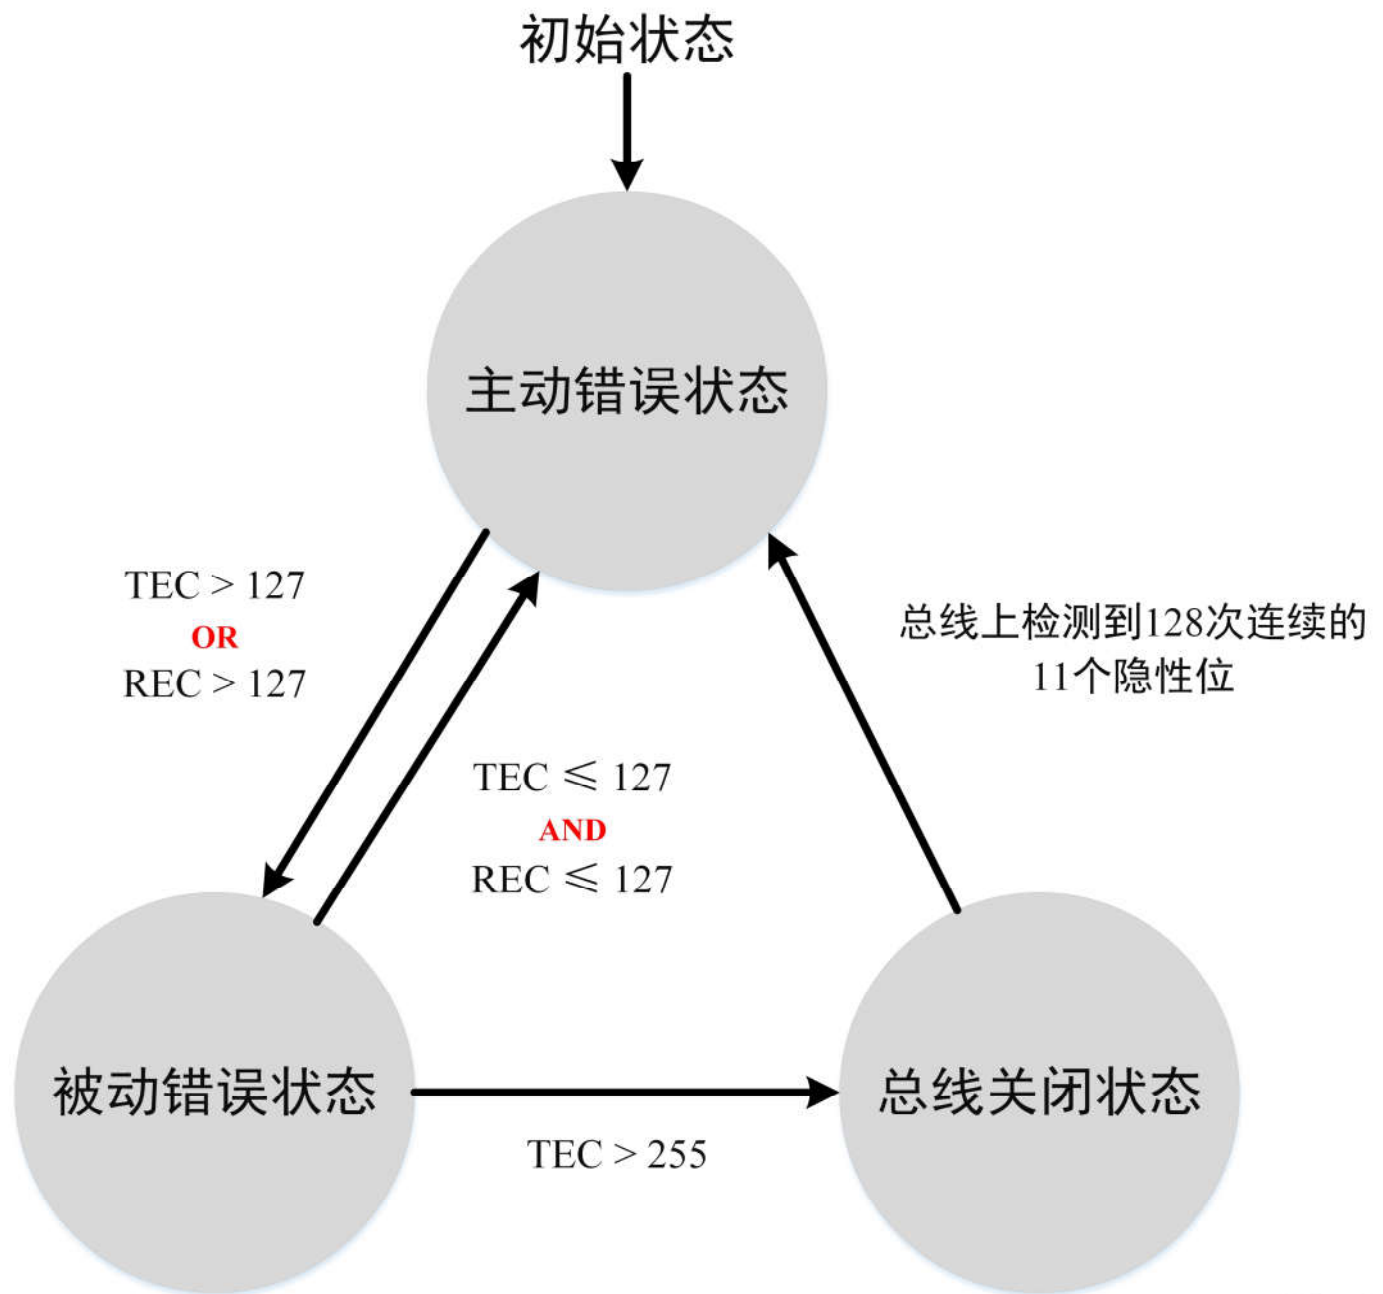 初始状态
主动错误状态
TEC > 127
OR
REC > 127
总线上检测到128次连续的
11个隐性位
TEC ≤ 127
AND
REC ≤ 127
被动错误状态
总线关闭状态
TEC > 255